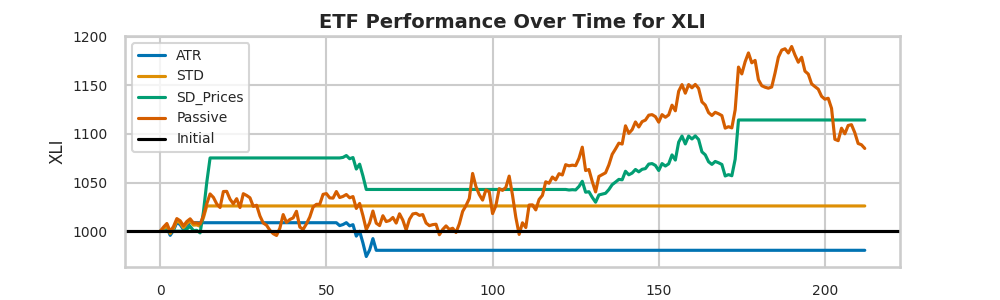 ETF Performance Over Time for XLI
1200
1150
1100
1050
1000
XLI
ATR
STD
SD_Prices
Passive
Initial
0
50
100
150
200